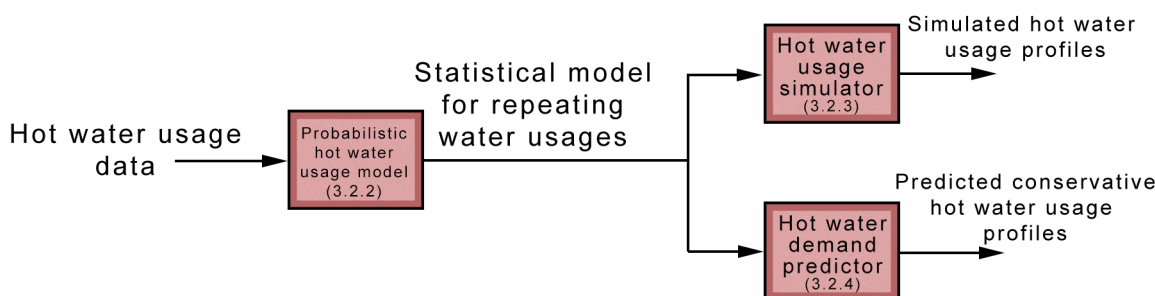 Hot water usage
data
Probabilistic
hot water
usage model
(3.2.2)
Statistical model
for repeating
water usages
Hot water
usage
simulator
(3.2.3)
Simulated hot water
usage profiles
Hot water
demand
predictor
(3.2.4)
Predicted conservative
hot water usage
profiles